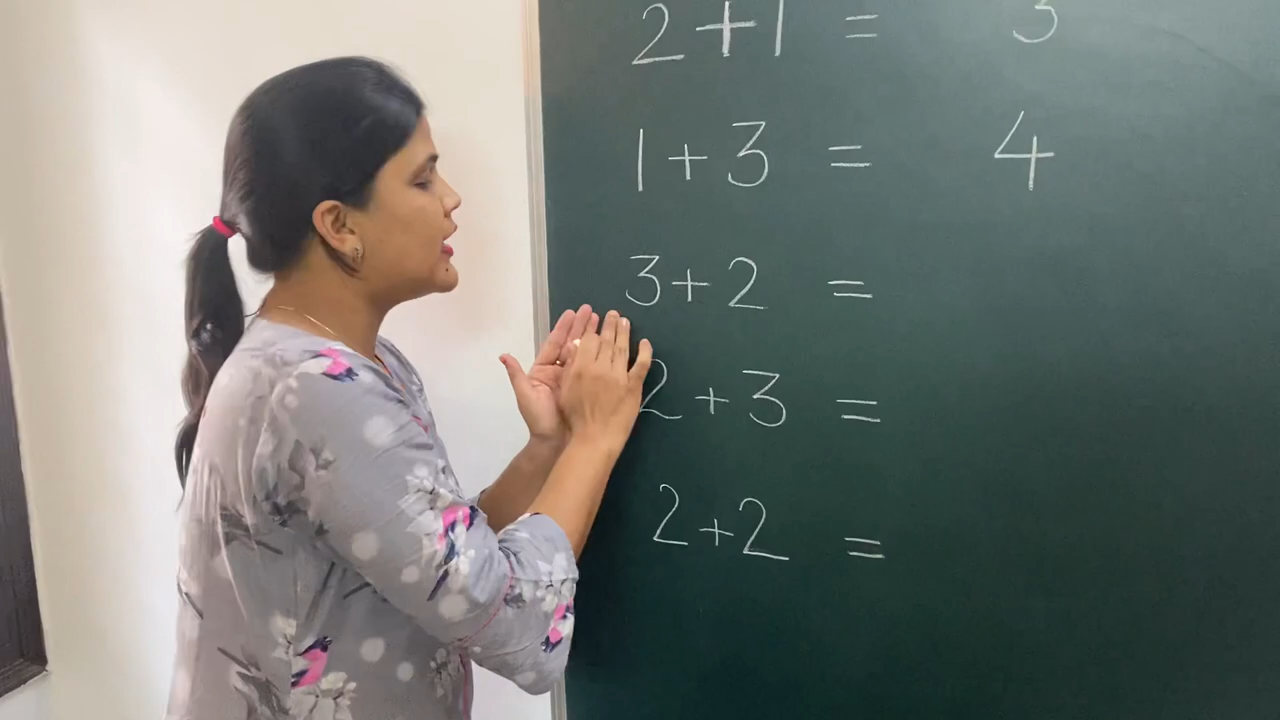 2+1 = 3
1+3 = 4
3+2 =
2+3 =
2+2 =